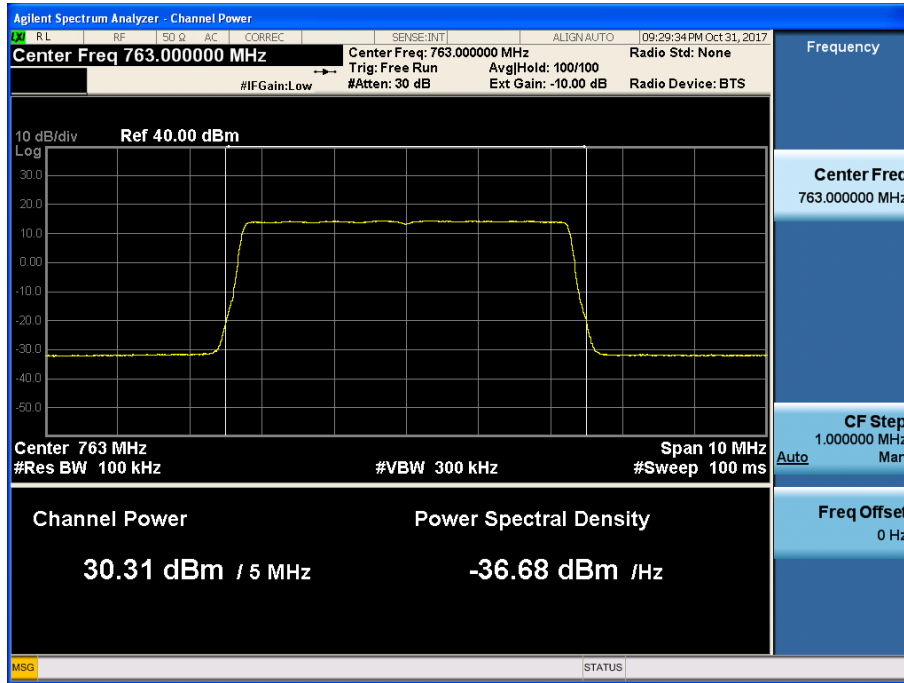 Agilent Spectrum Analyzer - Channel Power
LXI RL RF 50 Ω AC CORREC SENSE:INT ALIGN AUTO 09:29:34 PM Oct 31, 2017
Center Freq 763.000000 MHz
Center Freq: 763.000000 MHz Radio Std: None
Trig: Free Run Avg|Hold: 100/100
#IFGain:Low #Atten: 30 dB Ext Gain: -10.00 dB Radio Device: BTS
Frequency
10 dB/div Ref 40.00 dBm
Log
30.0
20.0
10.0
0.00
-10.0
-20.0
-30.0
-40.0
-50.0
Center 763 MHz Span 10 MHz
#Res BW 100 kHz #VBW 300 kHz #Sweep 100 ms
Channel Power Power Spectral Density
30.31 dBm / 5 MHz -36.68 dBm /Hz
Center Freq
763.000000 MHz
CF Step
1.000000 MHz
Auto Man
Freq Offset
0 Hz
MSG STATUS